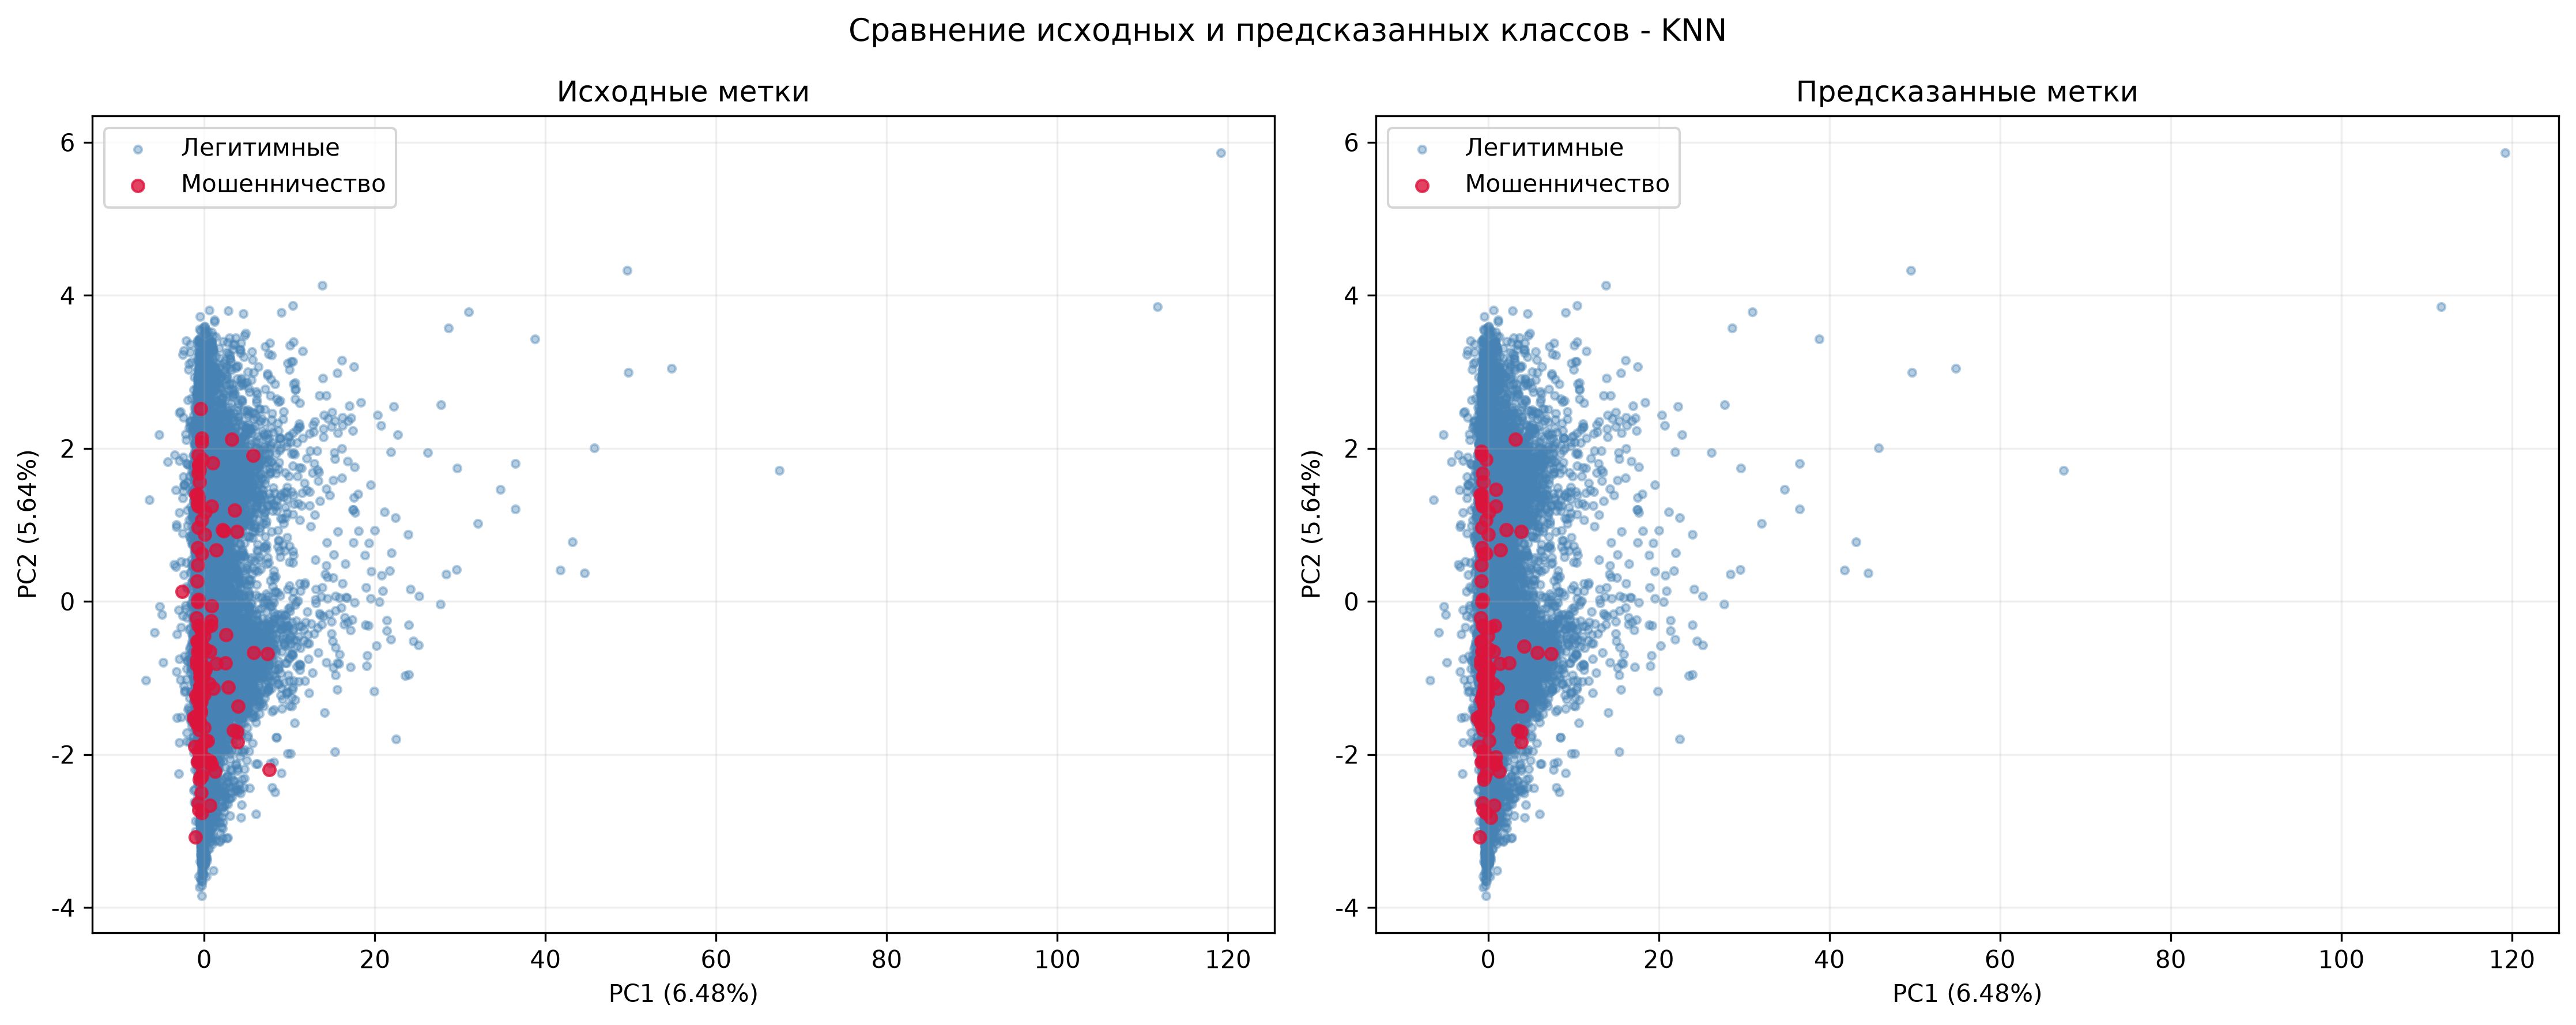 Сравнение исходных и предсказанных классов - KNN
Исходные метки
Легитимные
Мошенничество
6
4
2
0
-2
-4
PC2 (5.64%)
0 20 40 60 80 100 120
PC1 (6.48%)
Предсказанные метки
Легитимные
Мошенничество
6
4
2
0
-2
-4
PC2 (5.64%)
0 20 40 60 80 100 120
PC1 (6.48%)